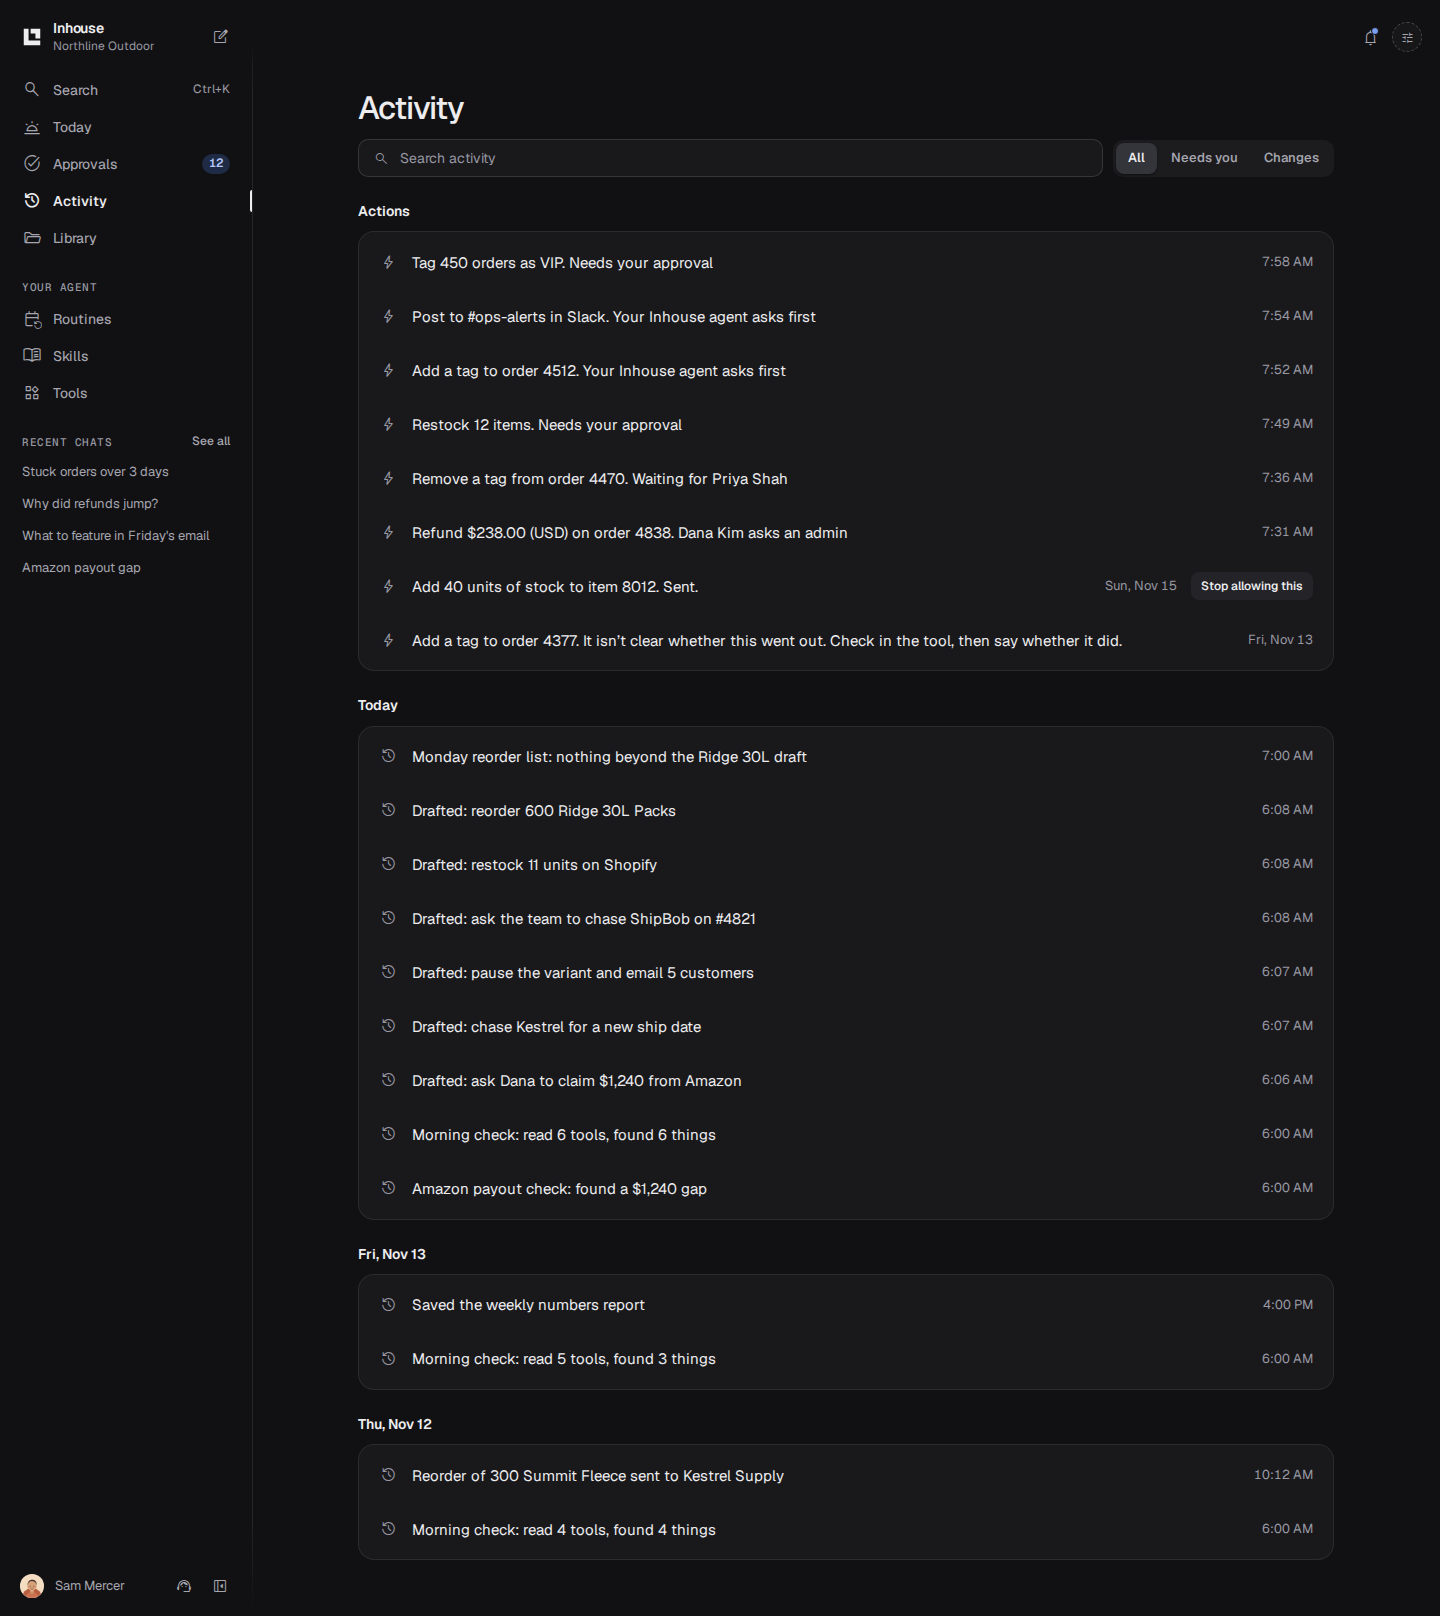 Inhouse
Northline Outdoor
Search Ctrl+K
Today
Approvals 12
Activity
Library
YOUR AGENT
Routines
Skills
Tools
RECENT CHATS See all
Stuck orders over 3 days
Why did refunds jump?
What to feature in Friday's email
Amazon payout gap
Sam Mercer
Activity
Search activity
All Needs you Changes
Actions
Tag 450 orders as VIP. Needs your approval 7:58 AM
Post to #ops-alerts in Slack. Your Inhouse agent asks first 7:54 AM
Add a tag to order 4512. Your Inhouse agent asks first 7:52 AM
Restock 12 items. Needs your approval 7:49 AM
Remove a tag from order 4470. Waiting for Priya Shah 7:36 AM
Refund $238.00 (USD) on order 4838. Dana Kim asks an admin 7:31 AM
Add 40 units of stock to item 8012. Sent. Sun, Nov 15 Stop allowing this
Add a tag to order 4377. It isn’t clear whether this went out. Check in the tool, then say whether it did. Fri, Nov 13
Today
Monday reorder list: nothing beyond the Ridge 30L draft 7:00 AM
Drafted: reorder 600 Ridge 30L Packs 6:08 AM
Drafted: restock 11 units on Shopify 6:08 AM
Drafted: ask the team to chase ShipBob on #4821 6:08 AM
Drafted: pause the variant and email 5 customers 6:07 AM
Drafted: chase Kestrel for a new ship date 6:07 AM
Drafted: ask Dana to claim $1,240 from Amazon 6:06 AM
Morning check: read 6 tools, found 6 things 6:00 AM
Amazon payout check: found a $1,240 gap 6:00 AM
Fri, Nov 13
Saved the weekly numbers report 4:00 PM
Morning check: read 5 tools, found 3 things 6:00 AM
Thu, Nov 12
Reorder of 300 Summit Fleece sent to Kestrel Supply 10:12 AM
Morning check: read 4 tools, found 4 things 6:00 AM